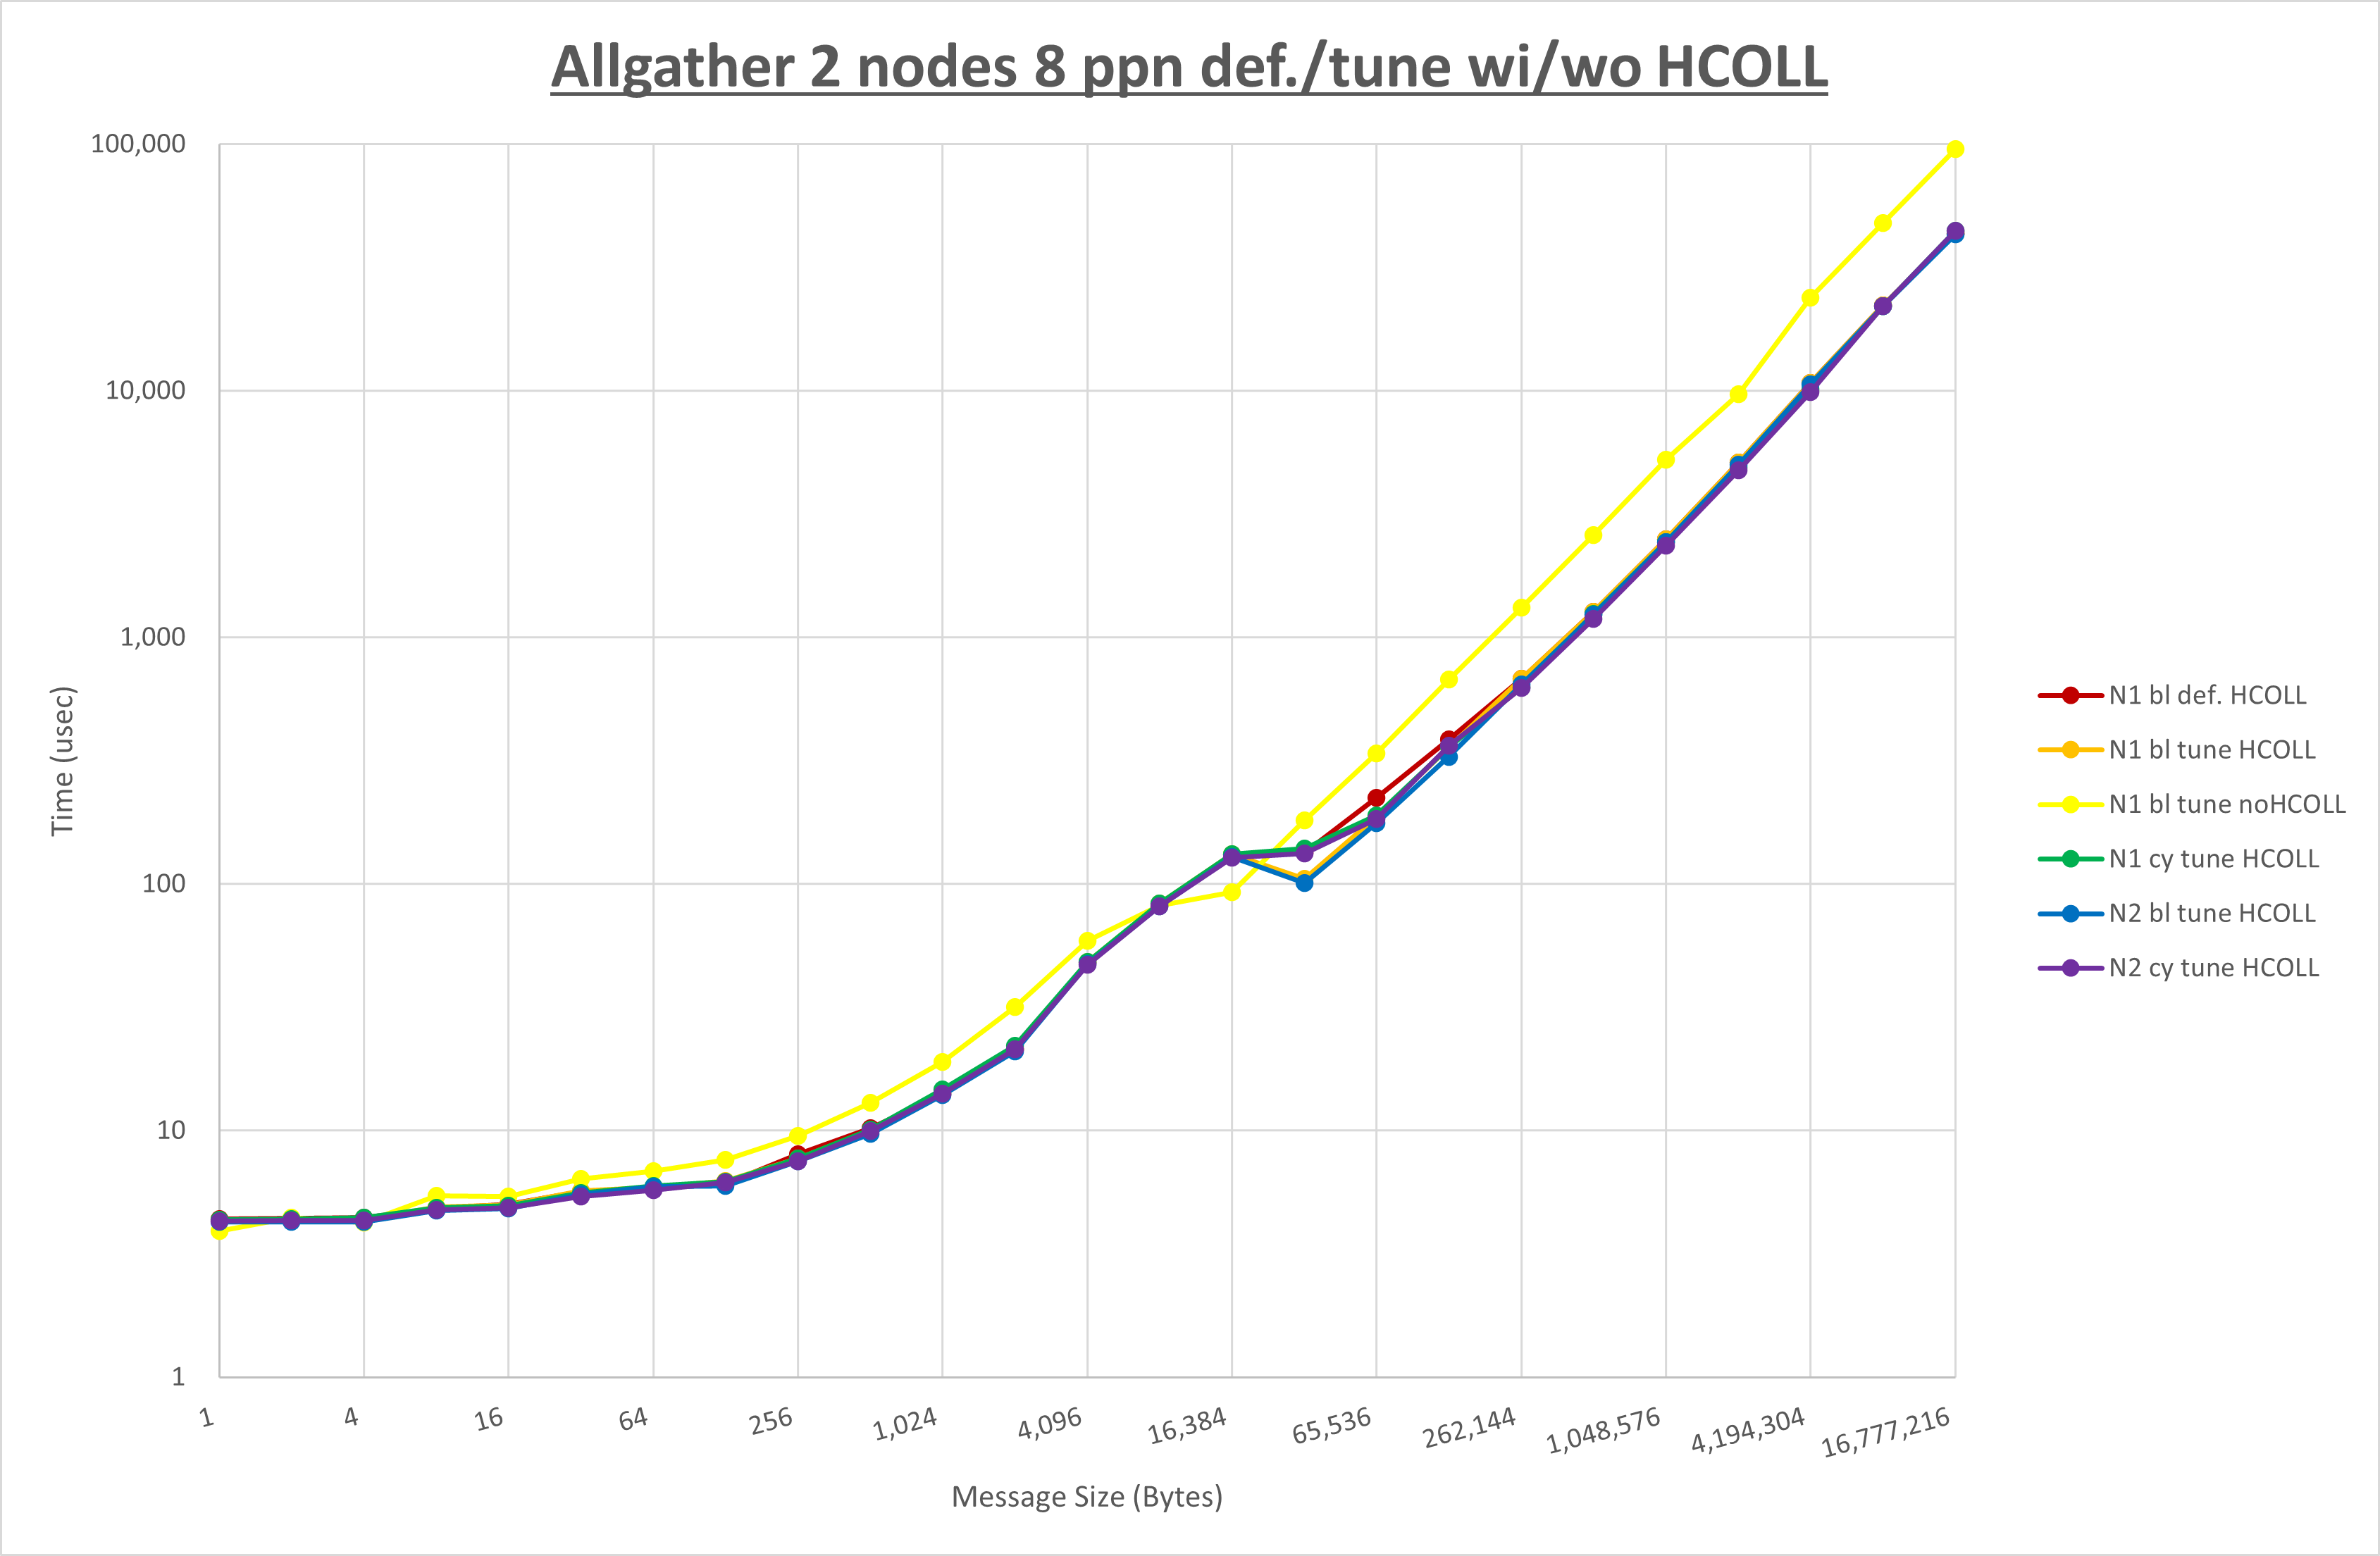 Allgather 2 nodes 8 ppn def./tune wi/wo HCOLL
100,000
10,000
1,000
100
10
1
Time (usec)
1
4
16
64
256
1,024
4,096
16,384
65,536
262,144
1,048,576
4,194,304
16,777,216
Message Size (Bytes)
N1 bl def. HCOLL
N1 bl tune HCOLL
N1 bl tune noHCOLL
N1 cy tune HCOLL
N2 bl tune HCOLL
N2 cy tune HCOLL